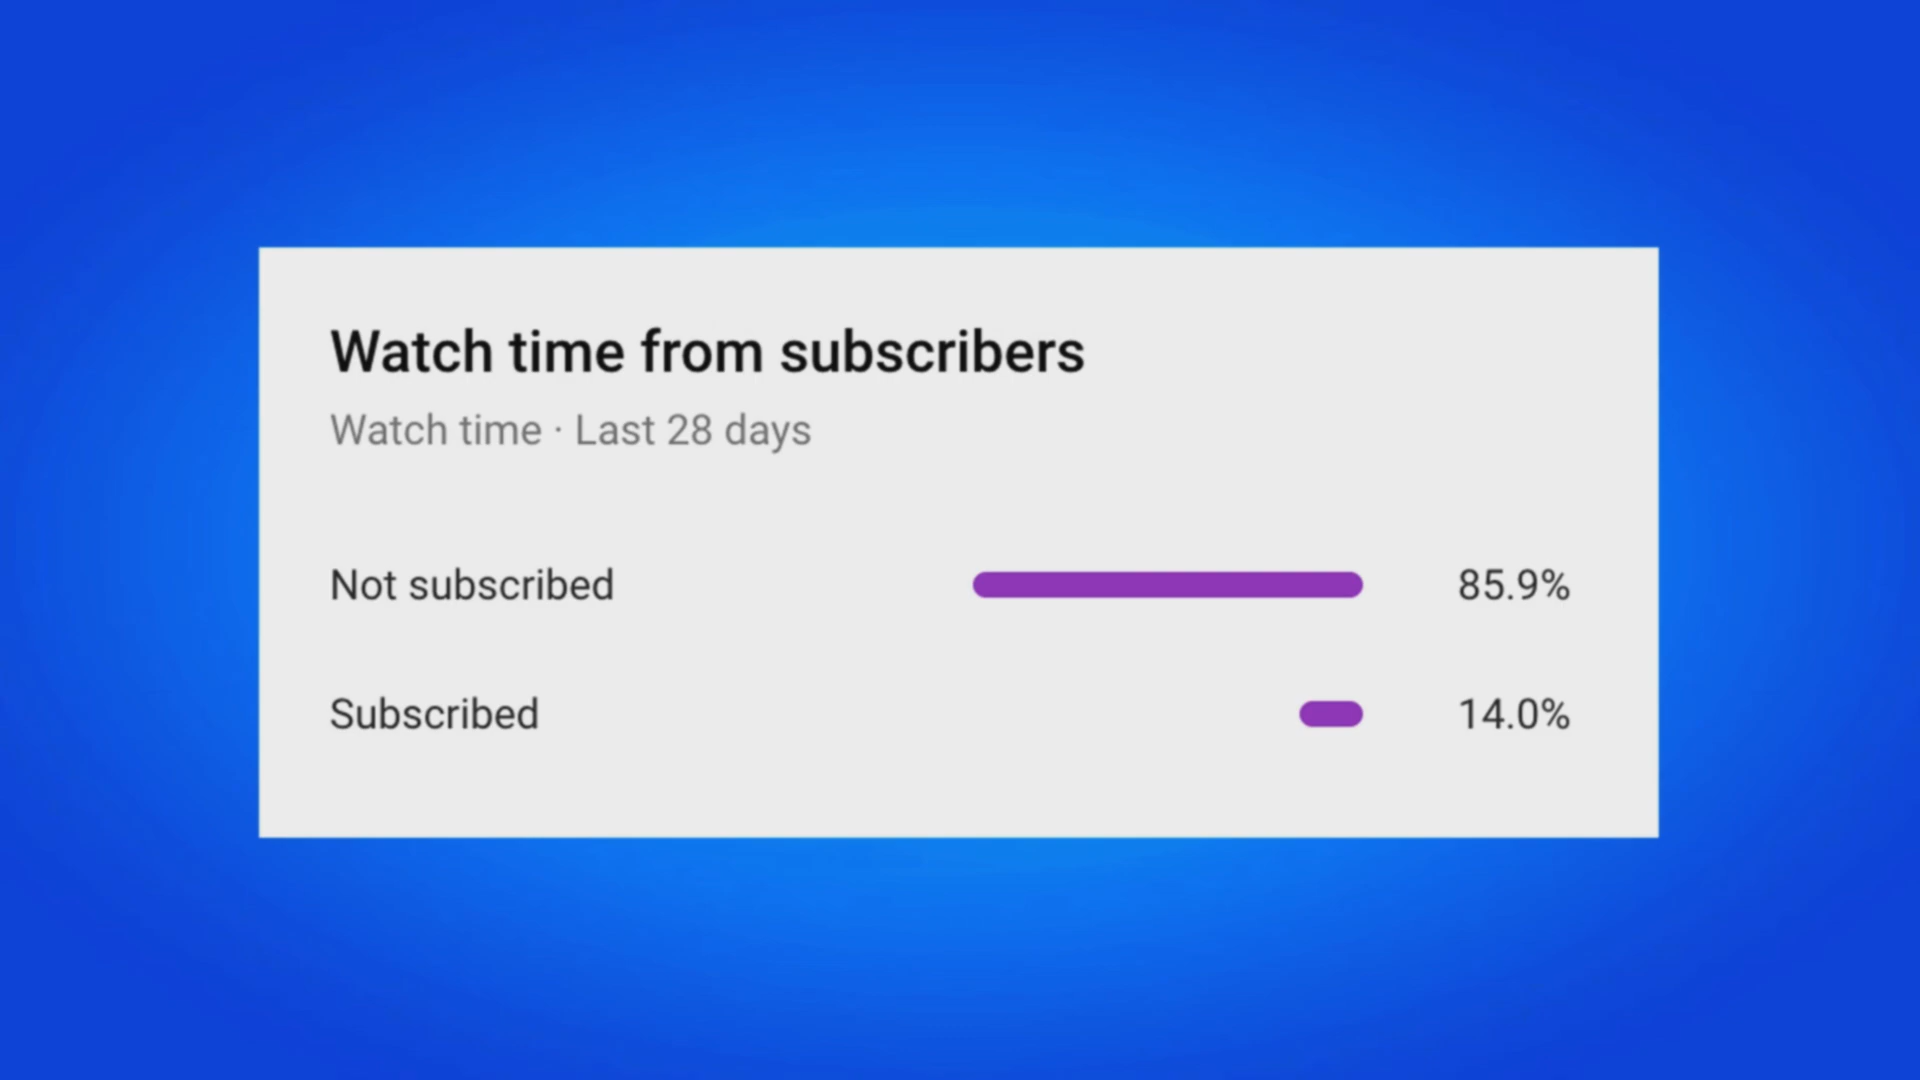 Watch time from subscribers
Watch time · Last 28 days
Not subscribed 85.9%
Subscribed 14.0%